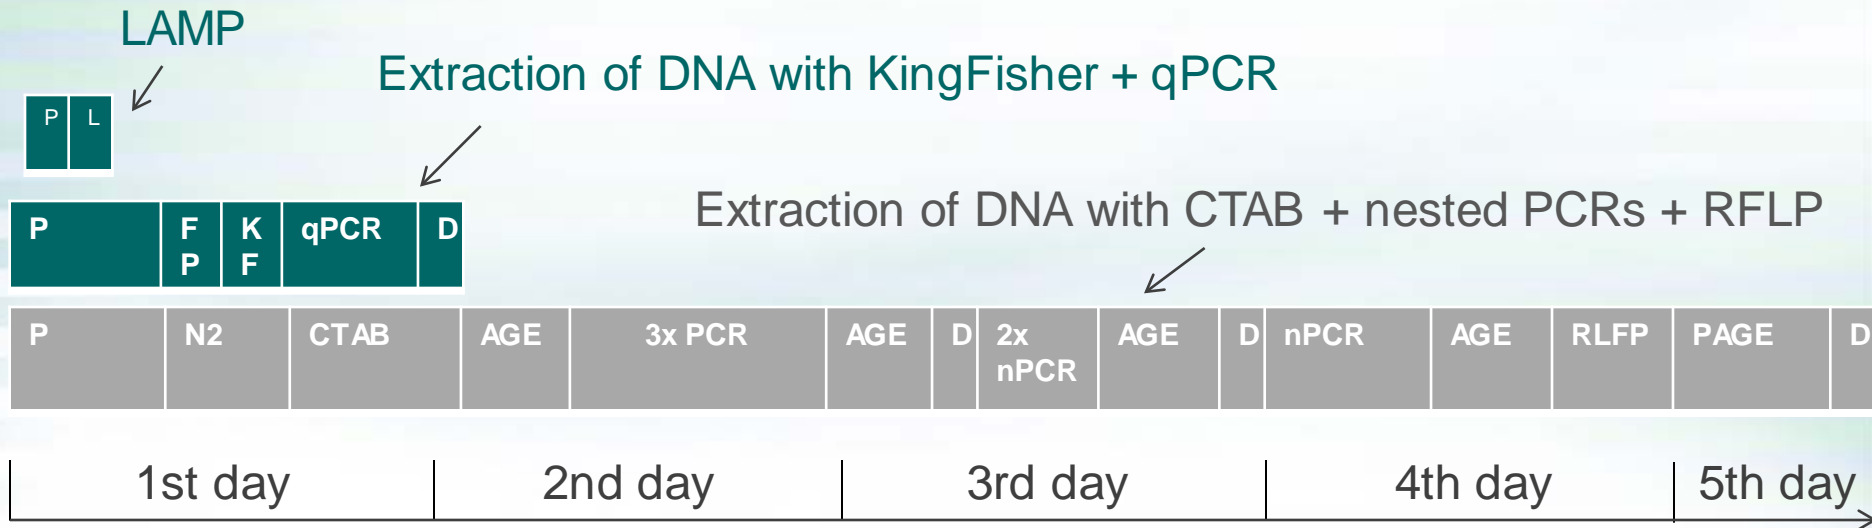 LAMP
Extraction of DNA with KingFisher + qPCR
P L
Extraction of DNA with CTAB + nested PCRs + RFLP
P F P K F qPCR D
P N2 CTAB AGE 3x PCR AGE D 2x nPCR AGE D nPCR AGE RLFP PAGE D
1st day 2nd day 3rd day 4th day 5th day